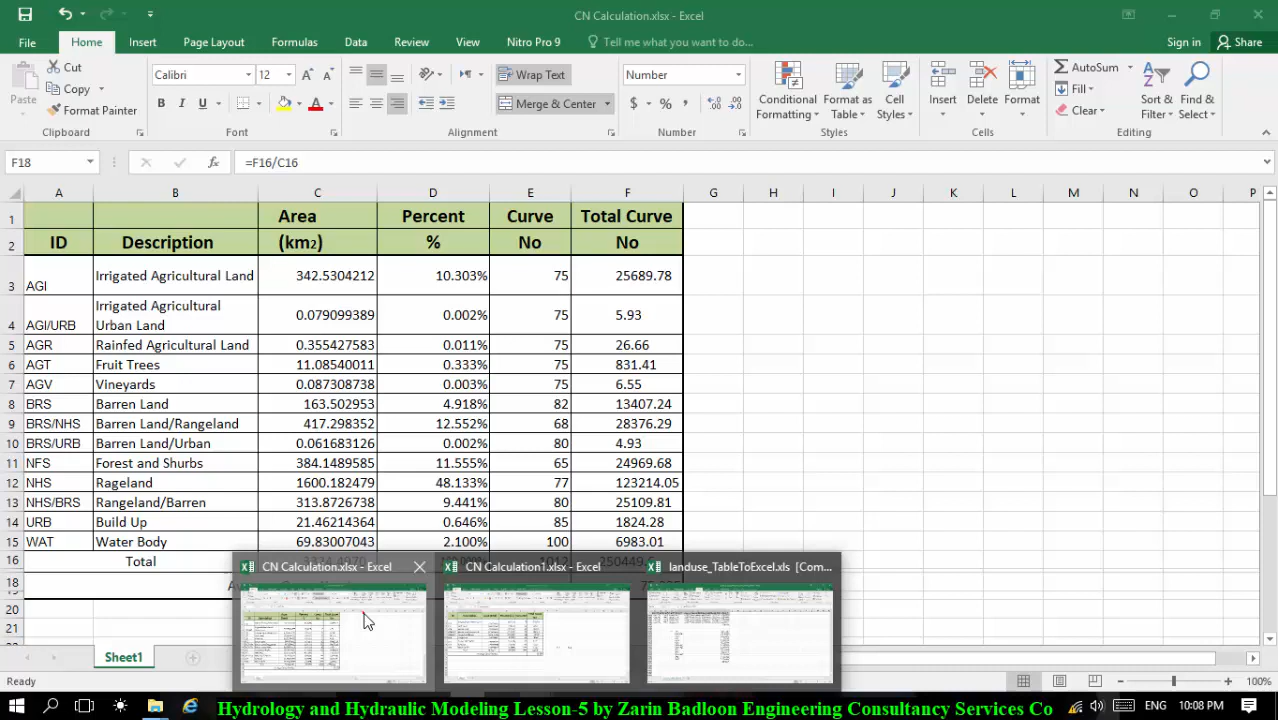 CN Calculation.xlsx - Excel
File Home Insert Page Layout Formulas Data Review View Nitro Pro 9 Tell me what you want to do... Sign in Share
Paste Cut Copy Format Painter Clipboard
Calibri 12 B I U A Font
Wrap Text Merge & Center Alignment
Number $ % , Number
Conditional Formatting Format as Table Cell Styles Styles
Insert Delete Format Cells
AutoSum Fill Clear Sort & Filter Find & Select Editing
F18 fx =F16/C16
A B C D E F G H I J K L M N O P
1 Area Percent Curve Total Curve
2 ID Description (km2) % No No
3 AGI Irrigated Agricultural Land 342.5304212 10.303% 75 25689.78
4 AGI/URB Irrigated Agricultural Urban Land 0.079099389 0.002% 75 5.93
5 AGR Rainfed Agricultural Land 0.355427583 0.011% 75 26.66
6 AGT Fruit Trees 11.08540011 0.333% 75 831.41
7 AGV Vineyards 0.087308738 0.003% 75 6.55
8 BRS Barren Land 163.502953 4.918% 82 13407.24
9 BRS/NHS Barren Land/Rangeland 417.298352 12.552% 68 28376.29
10 BRS/URB Barren Land/Urban 0.061683126 0.002% 80 4.93
11 NFS Forest and Shurbs 384.1489585 11.555% 65 24969.68
12 NHS Rageland 1600.182479 48.133% 77 123214.05
13 NHS/BRS Rangeland/Barren 313.8726738 9.441% 80 25109.81
14 URB Build Up 21.46214364 0.646% 85 1824.28
15 WAT Water Body 69.83007043 2.100% 100 6983.01
16 Total
18
20
21
CN Calculation.xlsx - Excel CN Calculation1.xlsx - Excel landuse_TableToExcel.xls [Com...
Sheet1
Ready 100%
Hydrology and Hydraulic Modeling Lesson-5 by Zarin Badloon Engineering Consultancy Services Co
ENG 10:08 PM